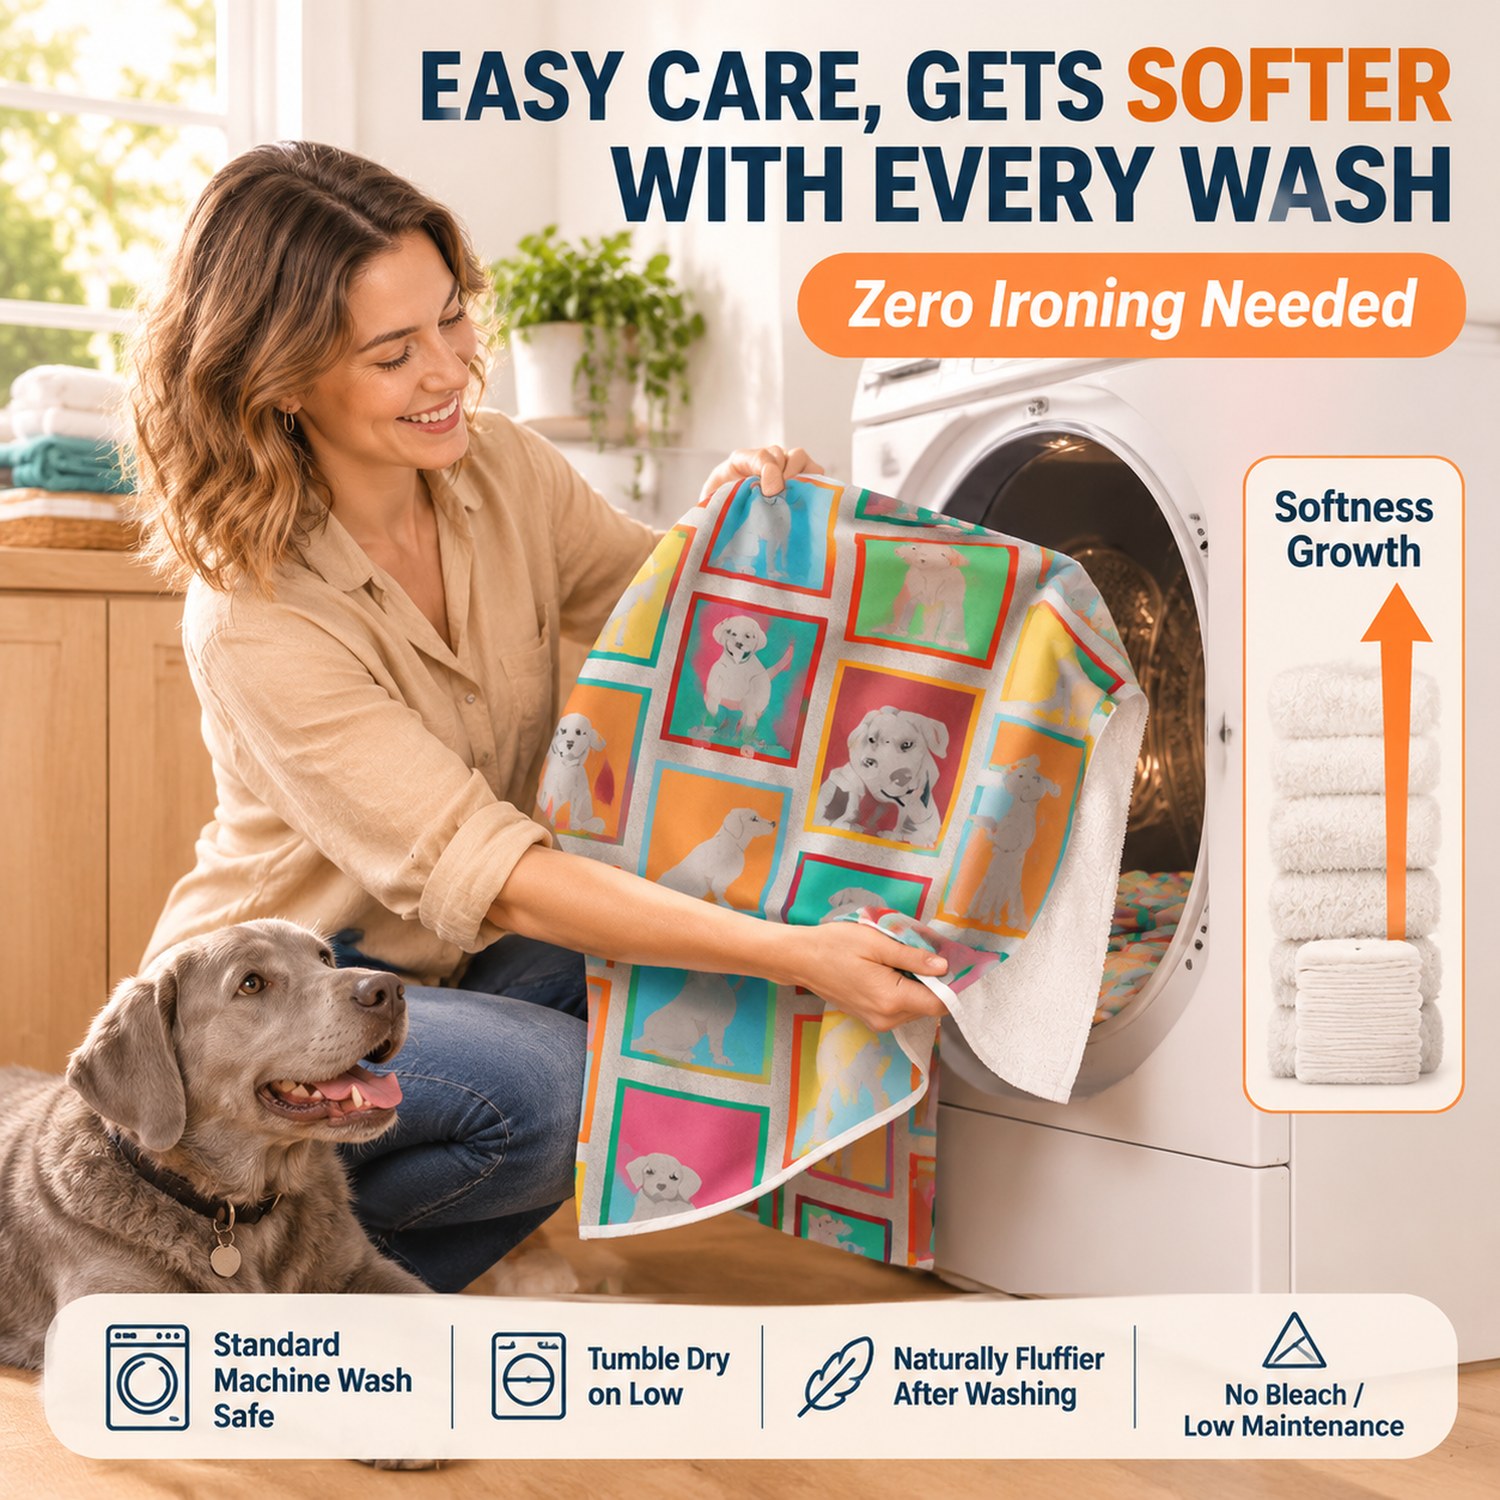 EASY CARE, GETS SOFTER
WITH EVERY WASH
Zero Ironing Needed
Softness
Growth
Standard
Machine Wash
Safe
Tumble Dry
on Low
Naturally Fluffier
After Washing
No Bleach /
Low Maintenance